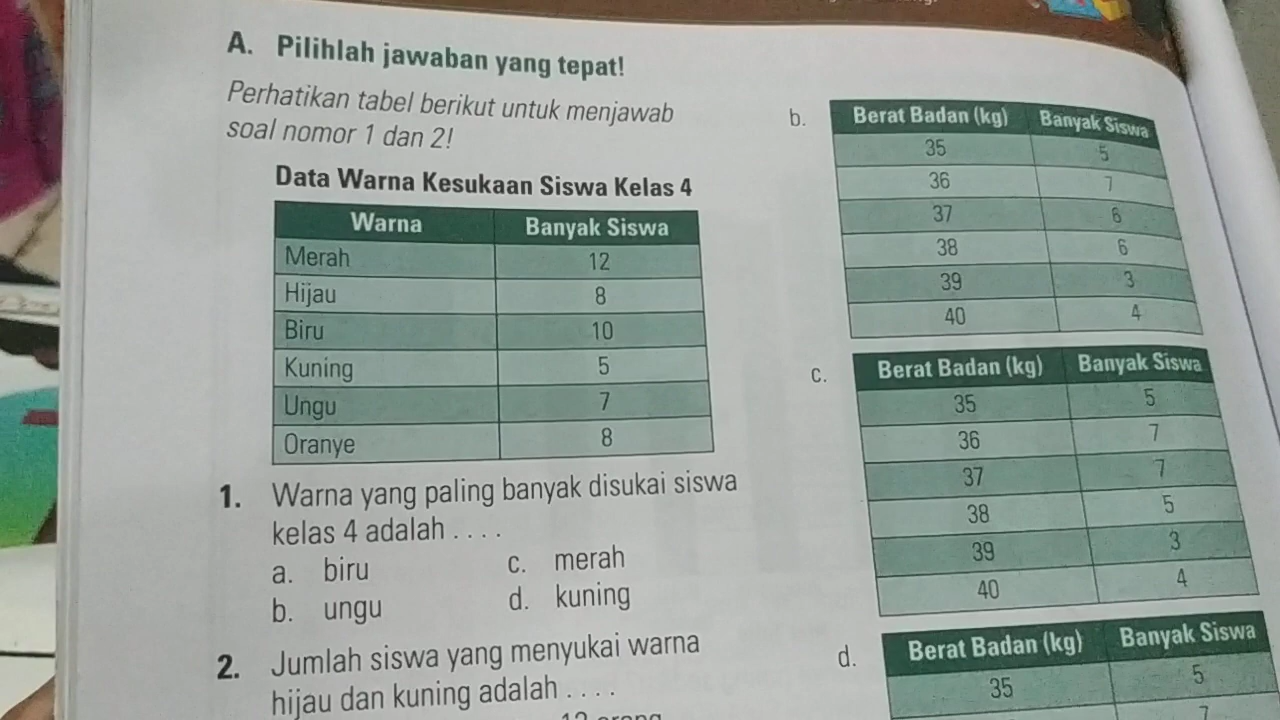 A. Pilihlah jawaban yang tepat!
Perhatikan tabel berikut untuk menjawab
soal nomor 1 dan 2!
Data Warna Kesukaan Siswa Kelas 4
Warna Banyak Siswa
Merah 12
Hijau 8
Biru 10
Kuning 5
Ungu 7
Oranye 8
1. Warna yang paling banyak disukai siswa
kelas 4 adalah . . . .
a. biru c. merah
b. ungu d. kuning
2. Jumlah siswa yang menyukai warna
hijau dan kuning adalah . . . .
b. Berat Badan (kg) Banyak Siswa
35 5
36 7
37 6
38 6
39 3
40 4
c. Berat Badan (kg) Banyak Siswa
35 5
36 7
37 7
38 5
39 3
40 4
d. Berat Badan (kg) Banyak Siswa
35 5
7